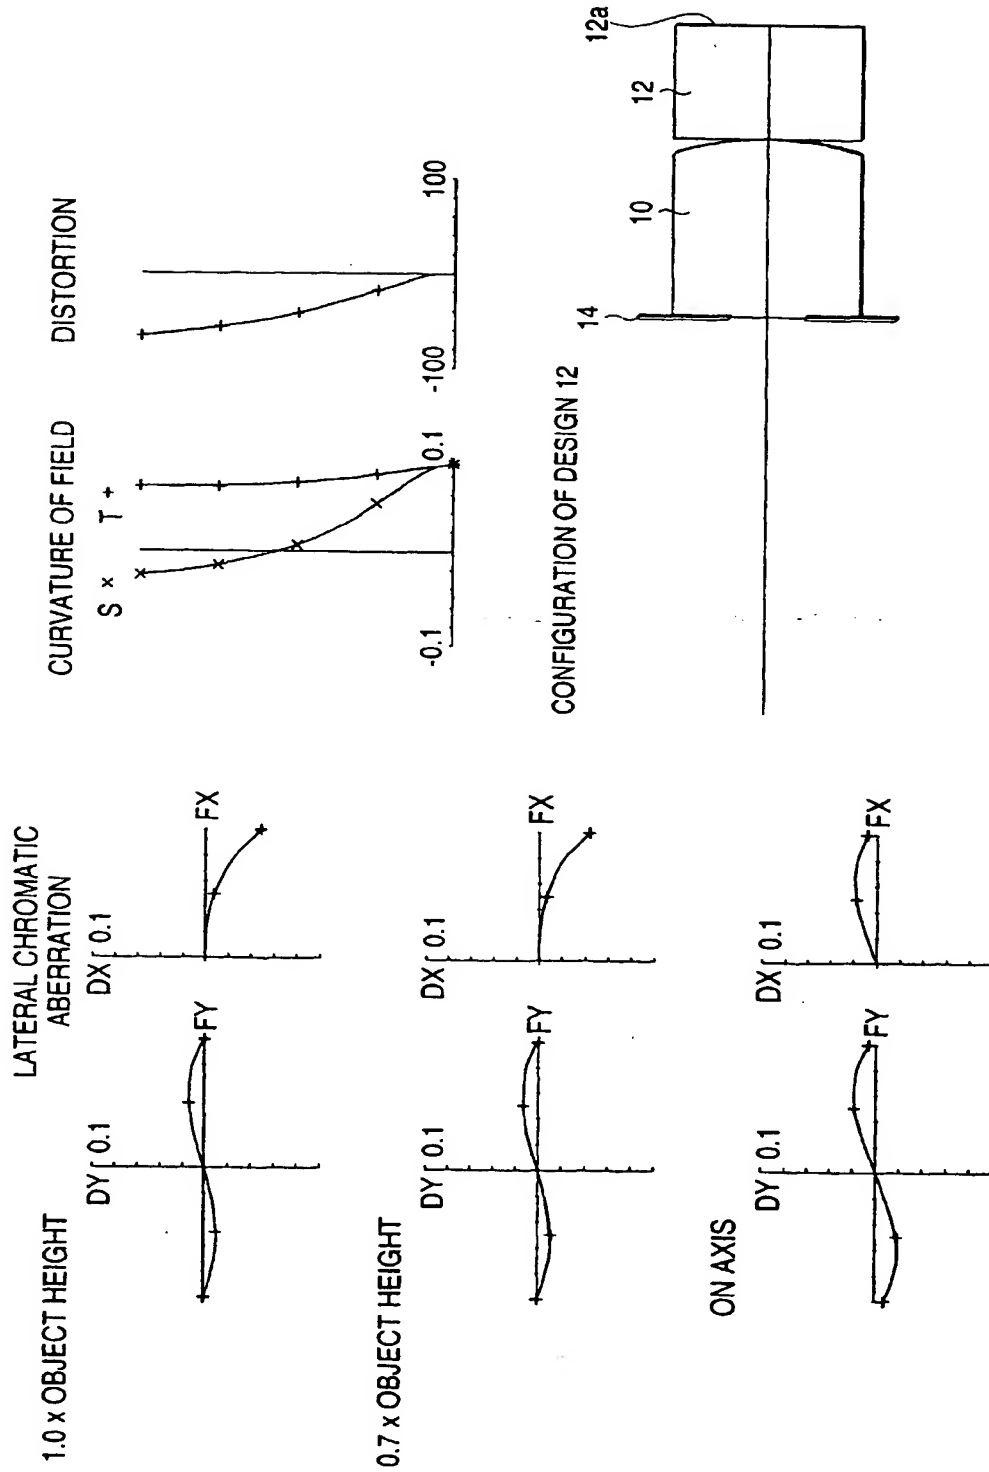 LATERAL CHROMATIC
ABERRATION
1.0 x OBJECT HEIGHT
DY 0.1
FY
DX 0.1
FX
0.7 x OBJECT HEIGHT
DY 0.1
FY
DX 0.1
FX
ON AXIS
DY 0.1
FY
DX 0.1
FX
CURVATURE OF FIELD
S × T +
-0.1
0.1
DISTORTION
-100
100
CONFIGURATION OF DESIGN 12
14
10
12
12a